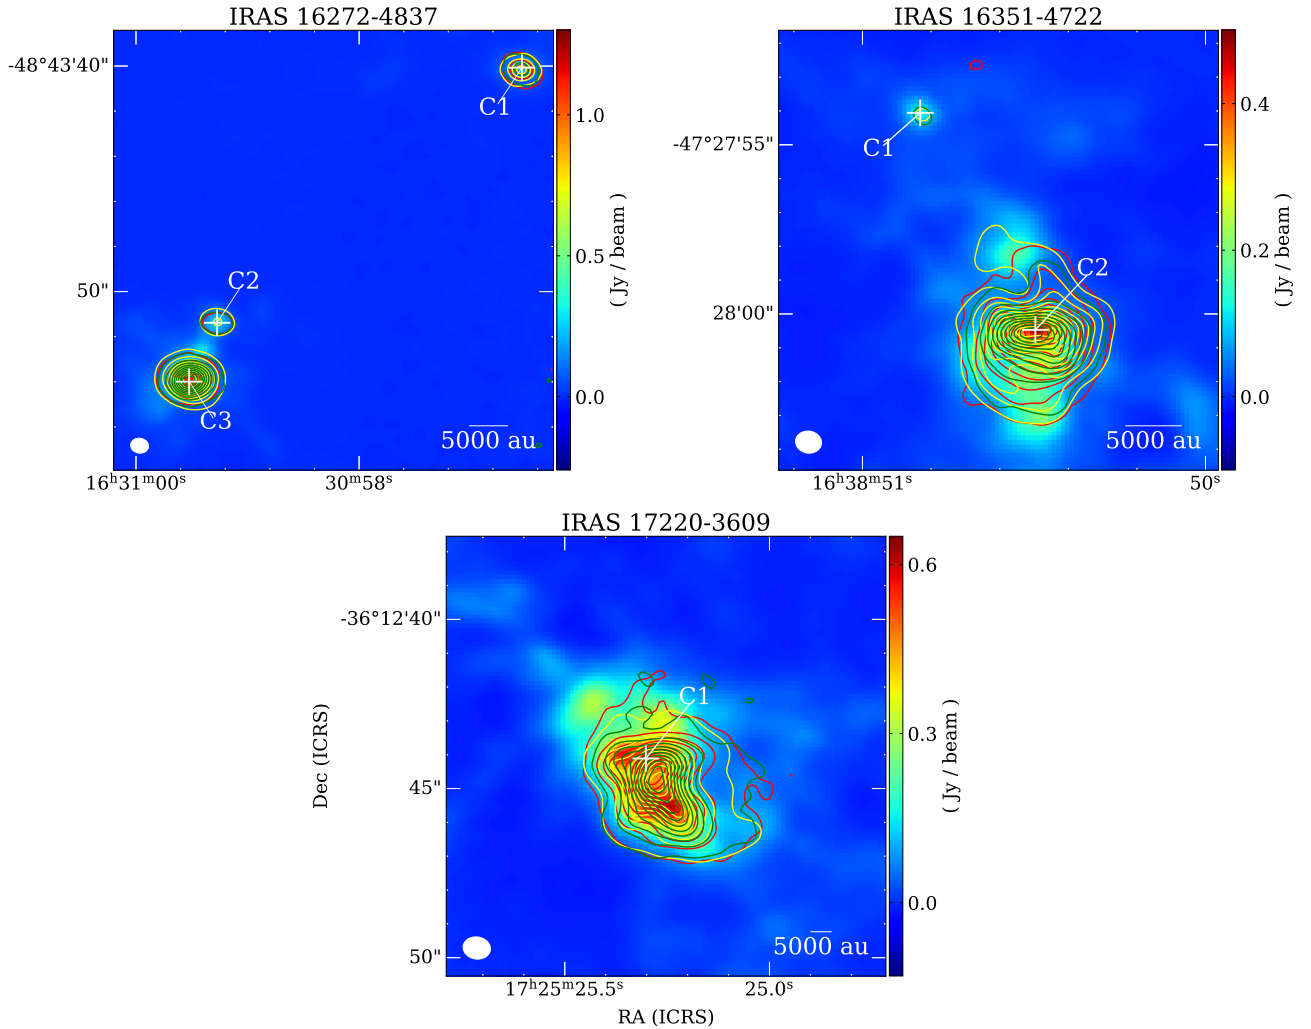 IRAS 16272-4837
-48°43'40"
50"
C1
C2
C3
5000 au
16ʰ31ᵐ00ˢ
30ᵐ58ˢ
1.0
0.5
0.0
( Jy / beam )
IRAS 16351-4722
-47°27'55"
28'00"
C1
C2
5000 au
16ʰ38ᵐ51ˢ
50ˢ
0.4
0.2
0.0
( Jy / beam )
IRAS 17220-3609
Dec (ICRS)
-36°12'40"
45"
50"
C1
5000 au
17ʰ25ᵐ25.5ˢ
25.0ˢ
RA (ICRS)
0.6
0.3
0.0
( Jy / beam )